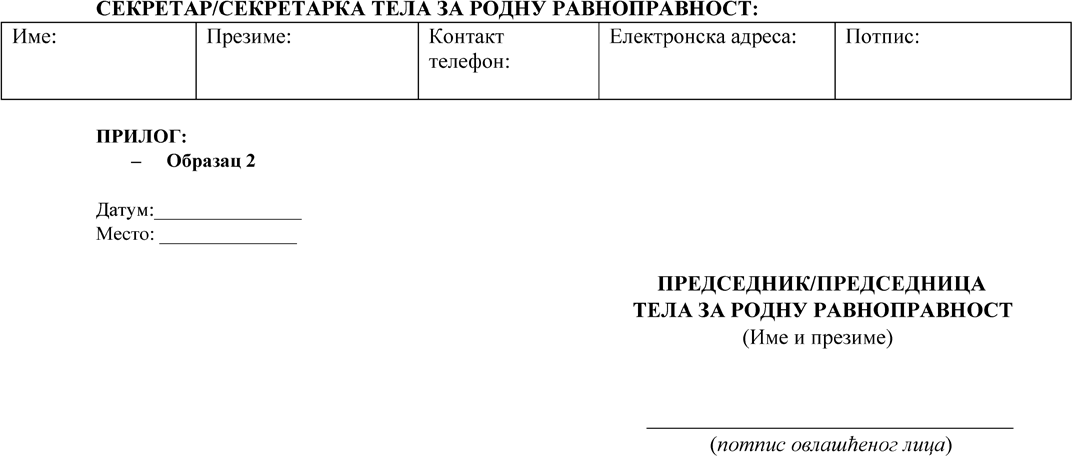 СЕКРЕТАР/СЕКРЕТАРКА ТЕЛА ЗА РОДНУ РАВНОПРАВНОСТ:
Име: Презиме: Контакт телефон: Електронска адреса: Потпис:
ПРИЛОГ:
– Образац 2
Датум:_______________
Место: ______________
ПРЕДСЕДНИК/ПРЕДСЕДНИЦА
ТЕЛА ЗА РОДНУ РАВНОПРАВНОСТ
(Име и презиме)
(потпис овлашћеног лица)